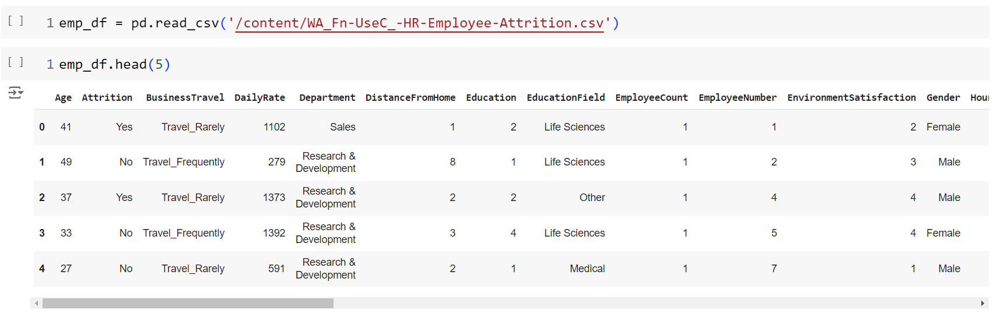 [ ] 1 emp_df = pd.read_csv('/content/WA_Fn-UseC_-HR-Employee-Attrition.csv')
[ ] 1 emp_df.head(5)
Age Attrition BusinessTravel DailyRate Department DistanceFromHome Education EducationField EmployeeCount EmployeeNumber EnvironmentSatisfaction Gender Hour
0 41 Yes Travel_Rarely 1102 Sales 1 2 Life Sciences 1 1 2 Female
1 49 No Travel_Frequently 279 Research & Development 8 1 Life Sciences 1 2 3 Male
2 37 Yes Travel_Rarely 1373 Research & Development 2 2 Other 1 4 4 Male
3 33 No Travel_Frequently 1392 Research & Development 3 4 Life Sciences 1 5 4 Female
4 27 No Travel_Rarely 591 Research & Development 2 1 Medical 1 7 1 Male